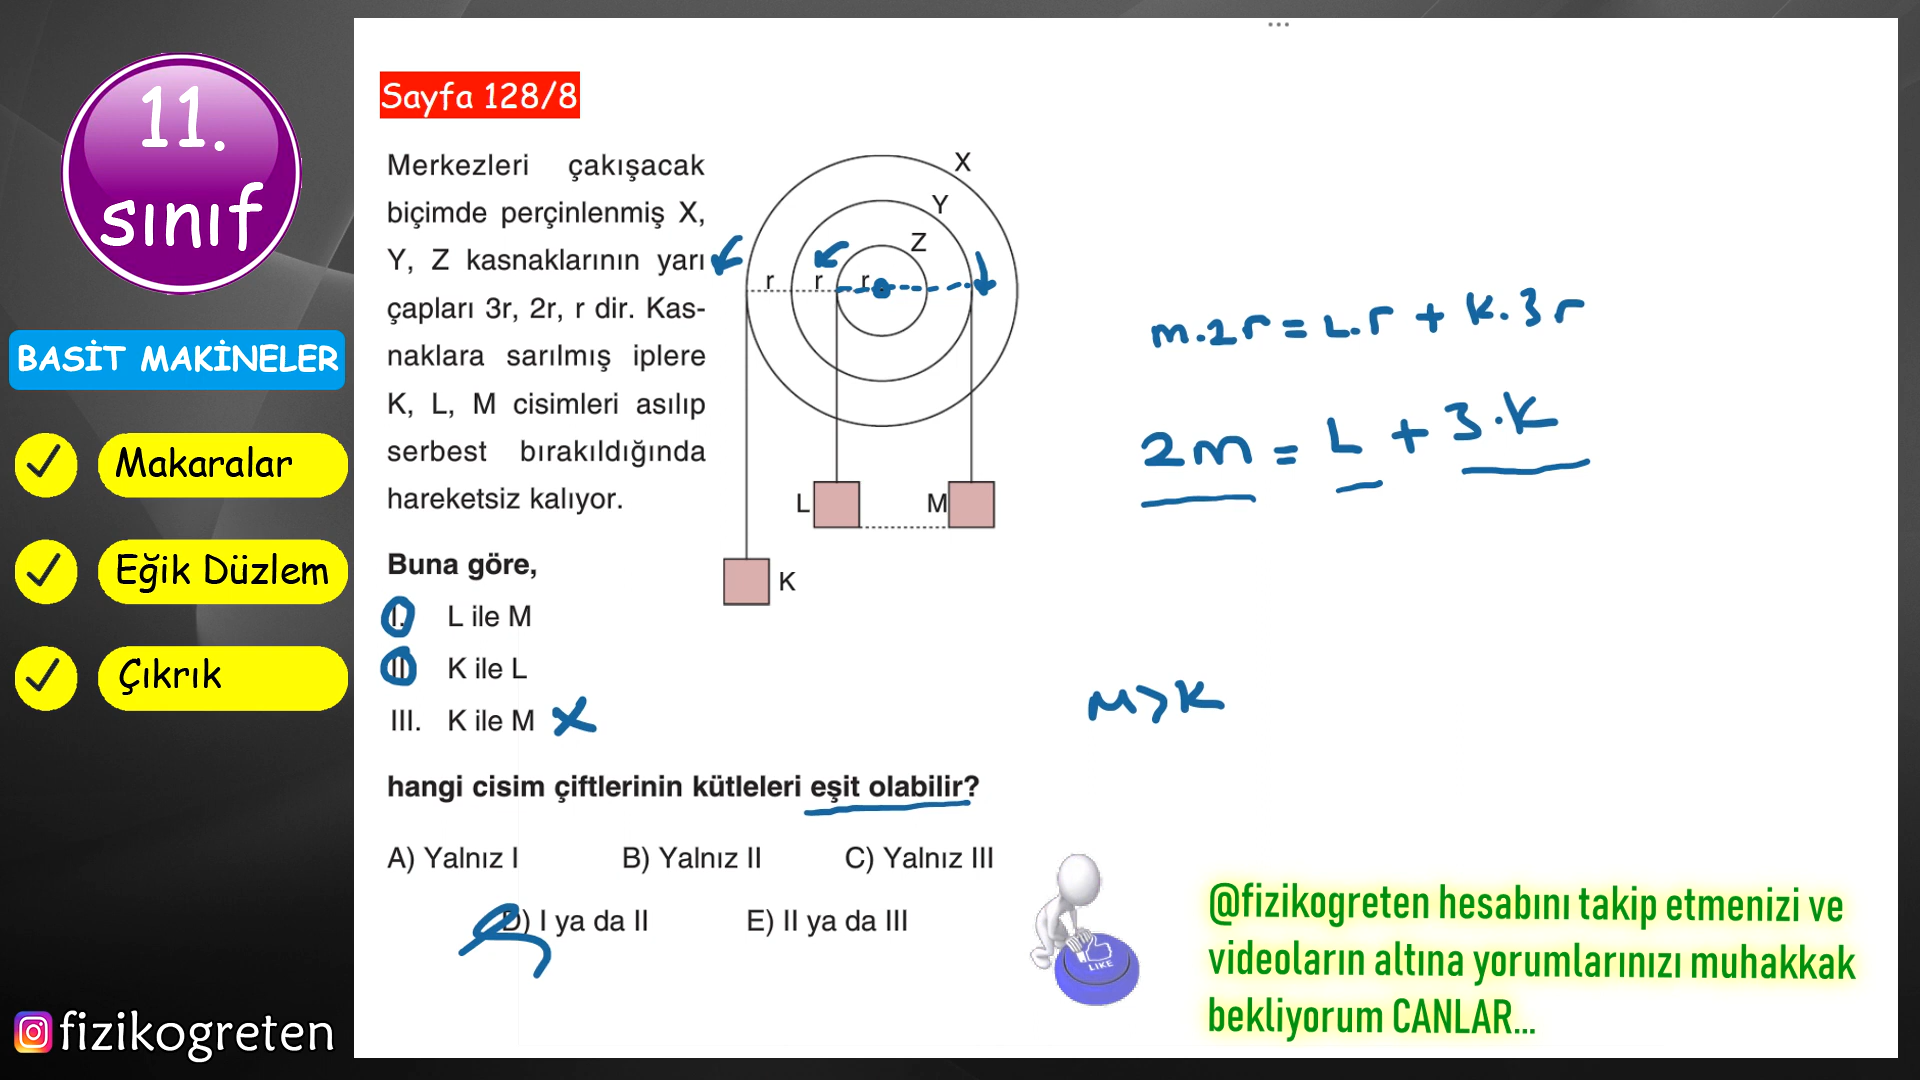 11.
sınıf
BASİT MAKİNELER
Makaralar
Eğik Düzlem
Çıkrık
fizikogreten
Sayfa 128/8
Merkezleri çakışacak
biçimde perçinlenmiş X,
Y, Z kasnaklarının yarı
çapları 3r, 2r, r dir. Kas-
naklara sarılmış iplere
K, L, M cisimleri asılıp
serbest bırakıldığında
hareketsiz kalıyor.
X
Y
Z
r r r
L M
K
Buna göre,
I. L ile M
II K ile L
III. K ile M
hangi cisim çiftlerinin kütleleri eşit olabilir?
A) Yalnız I B) Yalnız II C) Yalnız III
D) I ya da II E) II ya da III
m.2r = L.r + K.3r
2m = L + 3.K
M>K
LIKE
@fizikogreten hesabını takip etmenizi ve
videoların altına yorumlarınızı muhakkak
bekliyorum CANLAR...